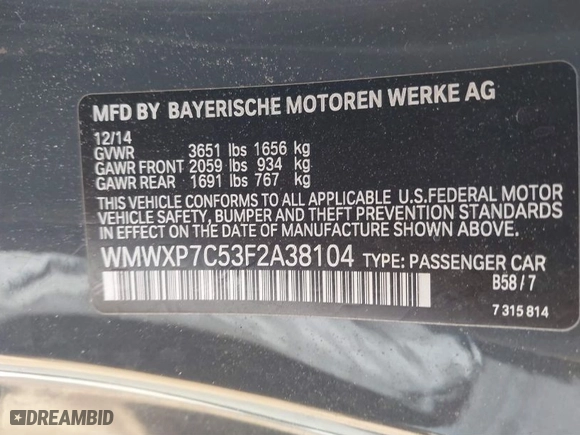 MFD BY BAYERISCHE MOTOREN WERKE AG
12/14
GVWR 3651 lbs 1656 kg
GAWR FRONT 2059 lbs 934 kg
GAWR REAR 1691 lbs 767 kg
THIS VEHICLE CONFORMS TO ALL APPLICABLE U.S.FEDERAL MOTOR
VEHICLE SAFETY, BUMPER AND THEFT PREVENTION STANDARDS
IN EFFECT ON THE DATE OF MANUFACTURE SHOWN ABOVE.
WMWXP7C53F2A38104 TYPE: PASSENGER CAR
B58/7
7 315 814
DREAMBID